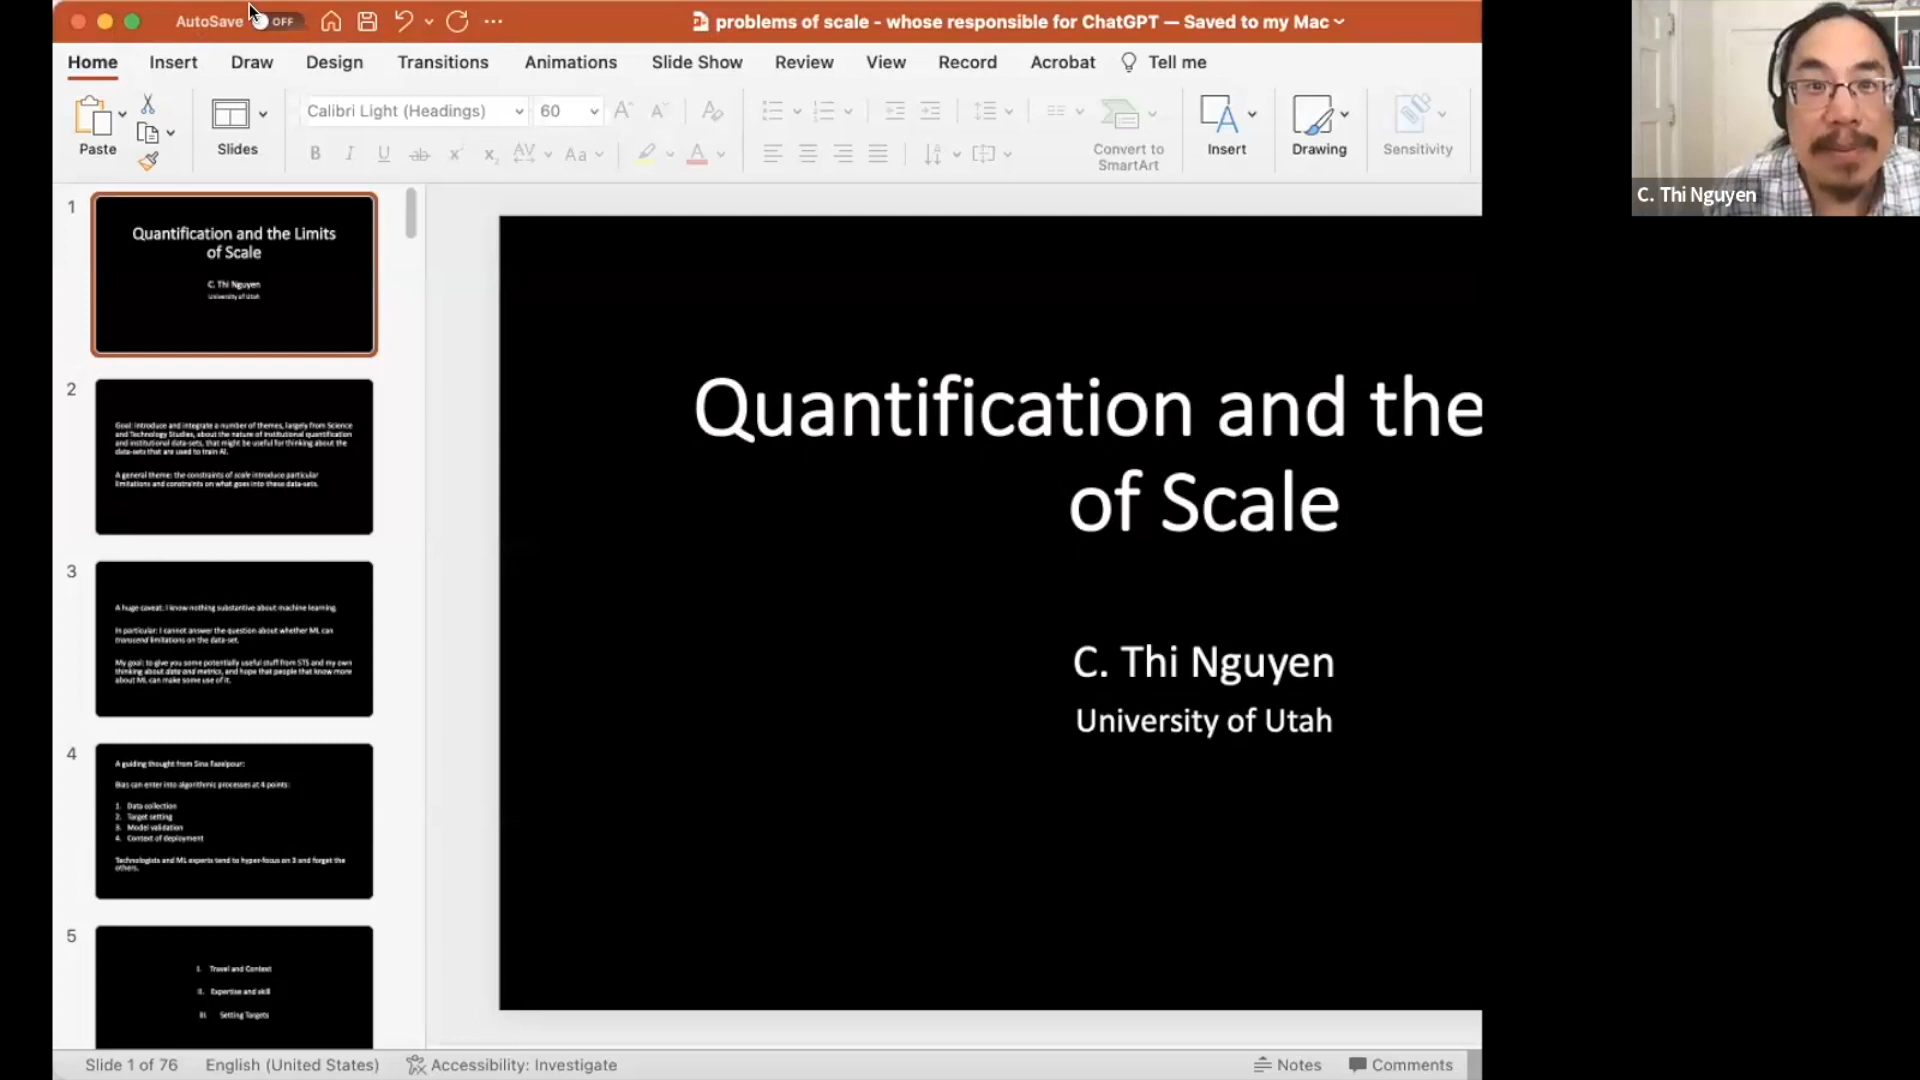 AutoSave OFF
problems of scale - whose responsible for ChatGPT — Saved to my Mac
Home Insert Draw Design Transitions Animations Slide Show Review View Record Acrobat Tell me
Paste
Slides
Calibri Light (Headings) 60
Convert to
SmartArt
Insert
Drawing
Sensitivity
C. Thi Nguyen
1
Quantification and the Limits
of Scale
C. Thi Nguyen
University of Utah
2
Goal: introduce and integrate a number of themes, largely from Science
and Technology Studies, about the nature of institutional quantification
and institutional data-sets, that might be useful for thinking about the
data-sets that are used to train AI.
A general theme: the constraints of scale introduce particular
limitations and constraints on what goes into these data-sets.
3
A huge caveat: I know nothing substantive about machine learning.
In particular: I cannot answer the question about whether ML can
transcend limitations on the data-set.
My goal: to give you some potentially useful stuff from STS and my own
thinking about data and metrics, and hope that people that know more
about ML can make some use of it.
4
A guiding thought from Sina Fazelpour:
Bias can enter into algorithmic processes at 4 points:
1. Data collection
2. Target setting
3. Model validation
4. Context of deployment
Technologists and ML experts tend to hyper-focus on 3 and forget the
others.
5
I. Travel and Context
II. Expertise and skill
III. Setting Targets
Quantification and the
of Scale
C. Thi Nguyen
University of Utah
Slide 1 of 76 English (United States) Accessibility: Investigate Notes Comments